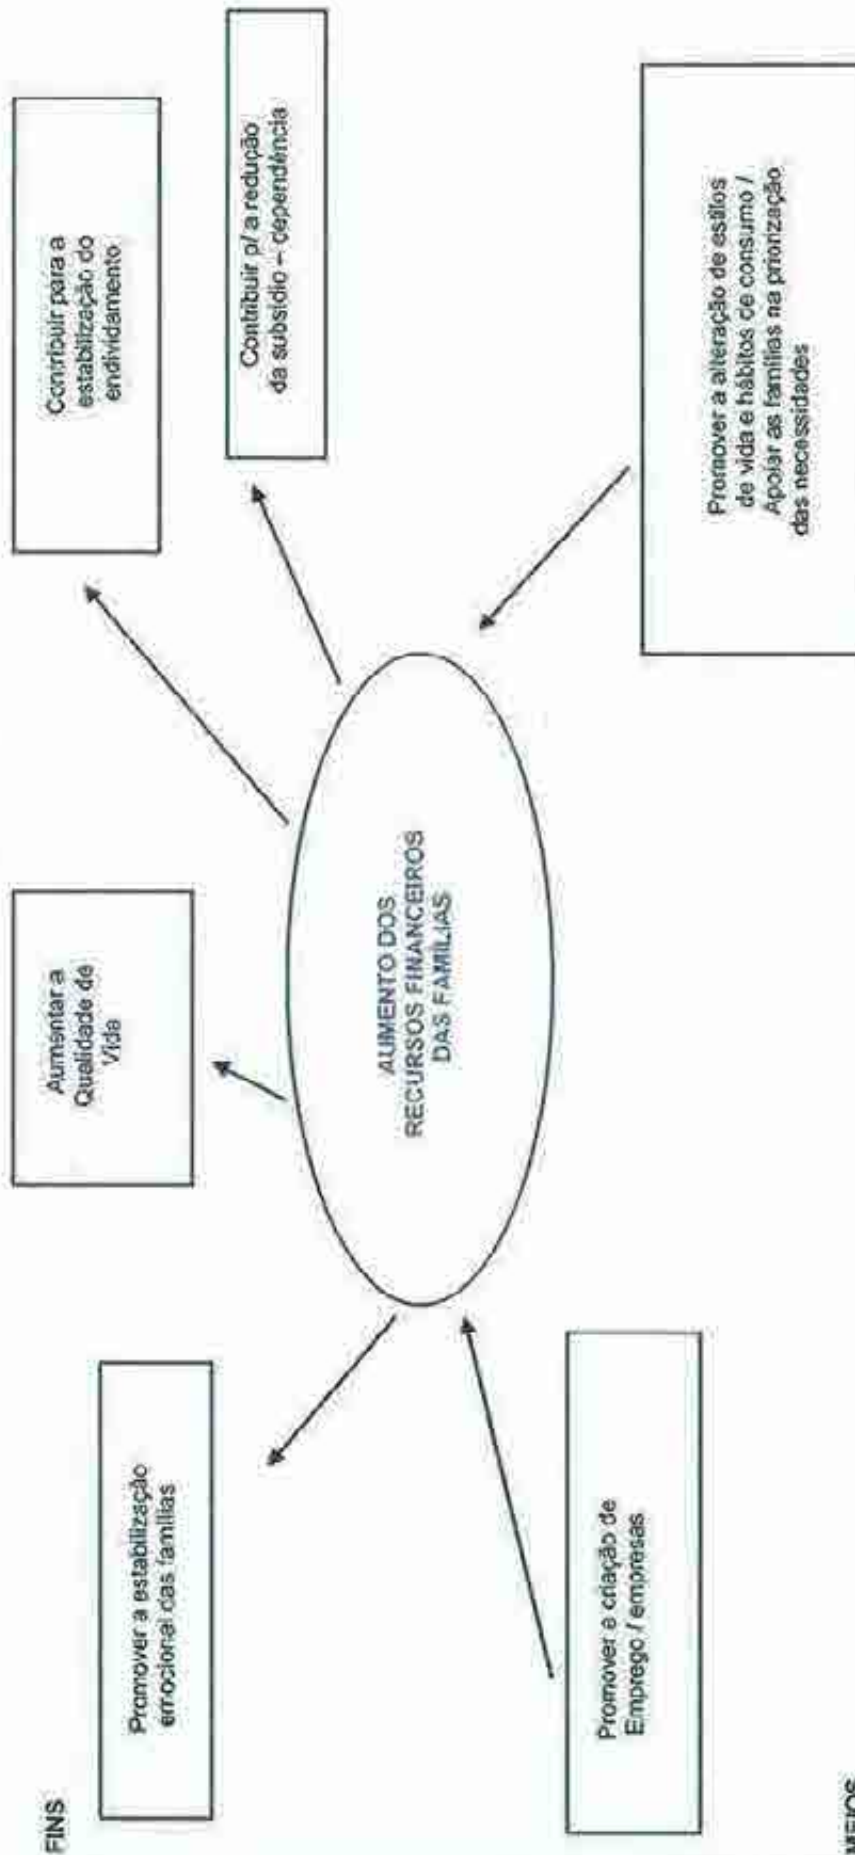 FINS
Promover a estabilização
emocional das famílias
Aumentar a
Qualidade de
Vida
Contribuir para a
estabilização do
endividamento
Contribuir p/ a redução
da subsídio – dependência
AUMENTO DOS
RECURSOS FINANCEIROS
DAS FAMÍLIAS
Promover a criação de
Emprego / empresas
Promover a alteração de estilos
de vida e hábitos de consumo /
Apoiar as famílias na priorização
das necessidades
MEIOS